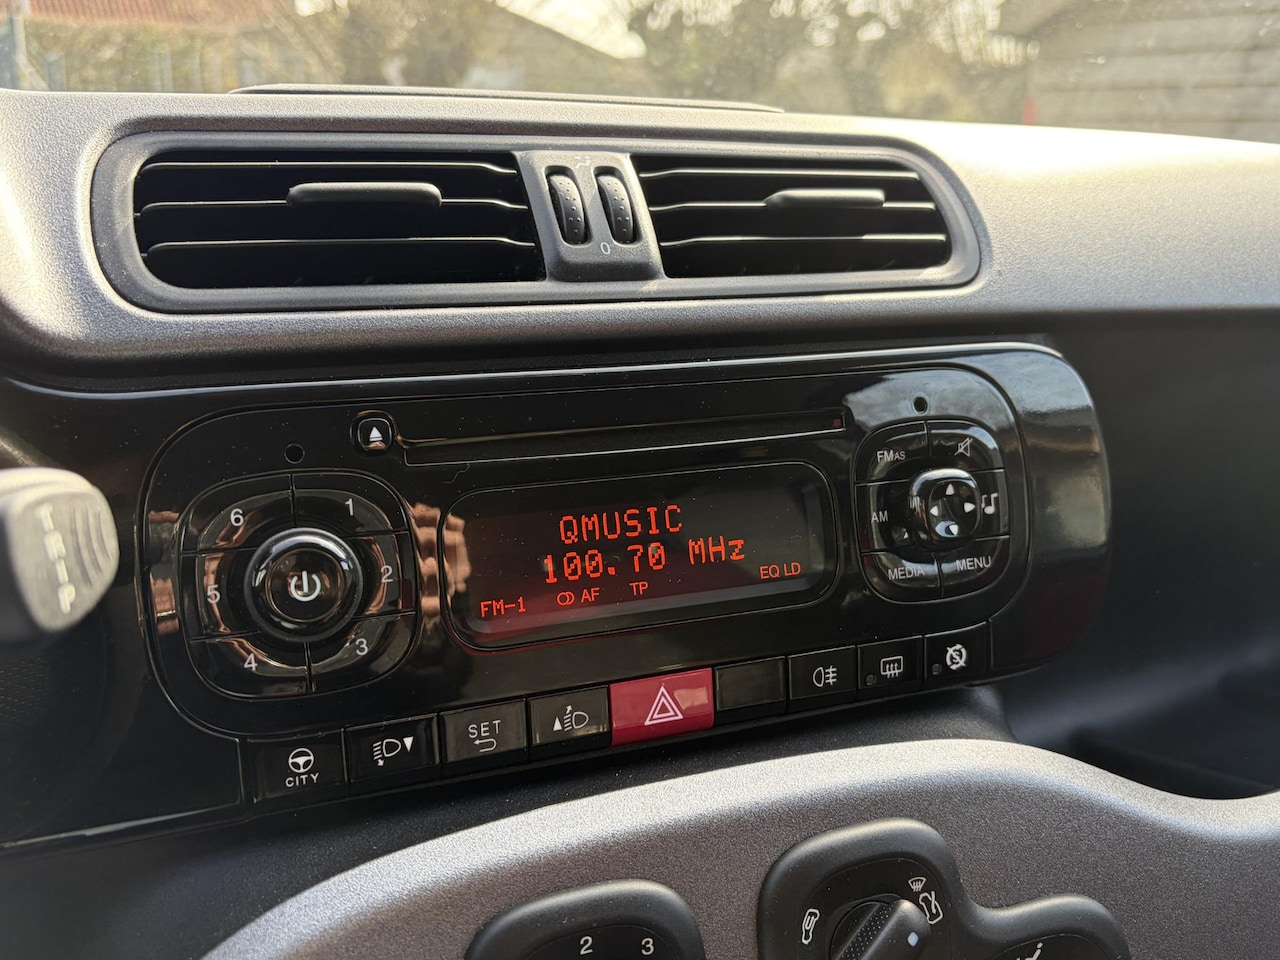 0
1
6
2
5
3
4
QMUSIC
100.70 MHz
FM-1 AF TP EQ LD
FMAS
AM
MEDIA MENU
TRIP
CITY
SET
2 3